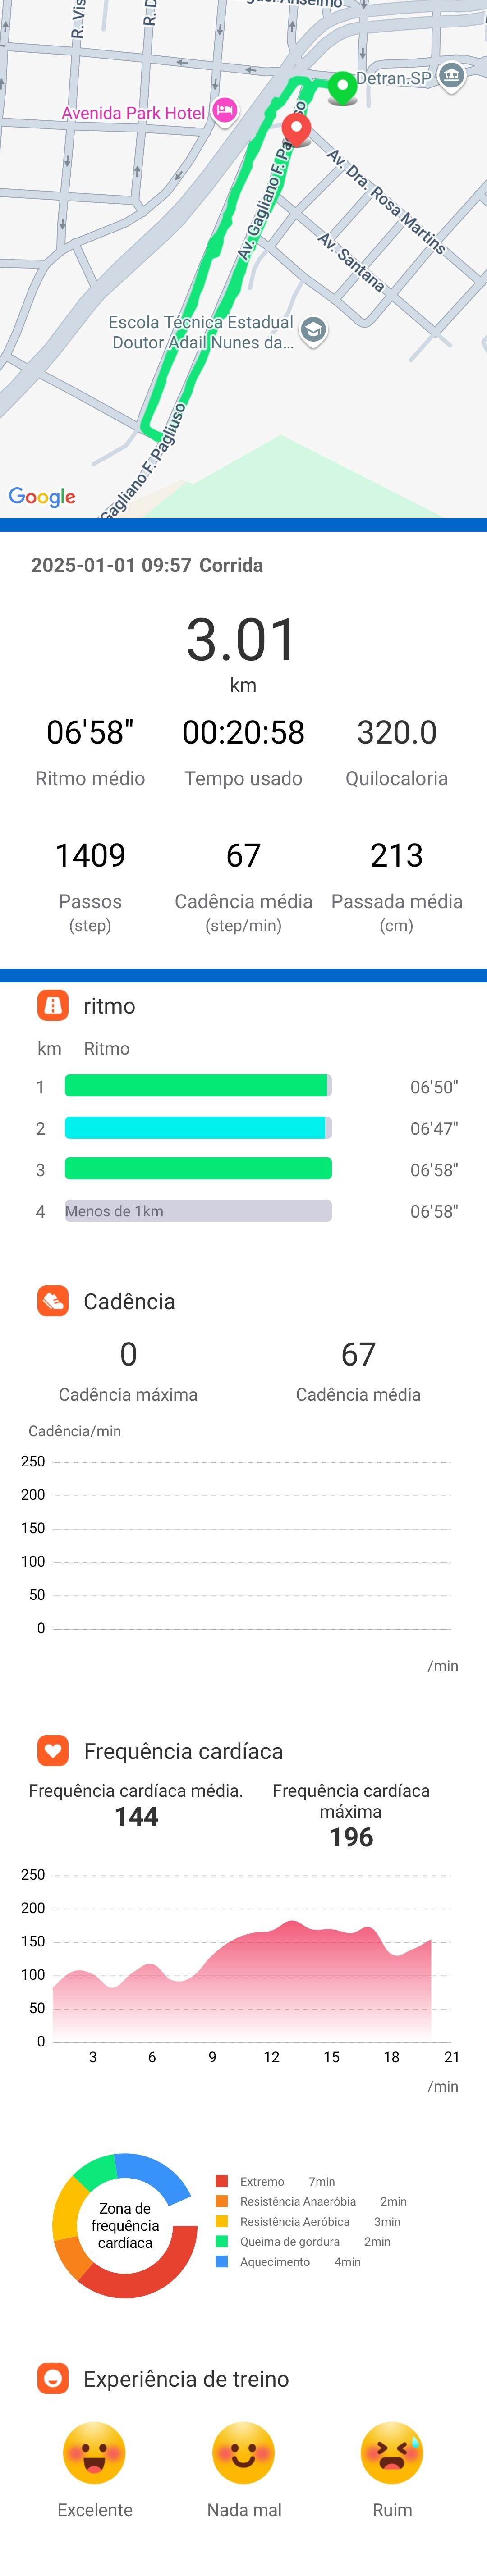 R. Vis
R. D
guel Anselmo
Detran.SP
Avenida Park Hotel
Av. Gagliano F. Pa
so
Av. Dra. Rosa Martins
Av. Santana
Escola Técnica Estadual
Doutor Adail Nunes da...
Gagliano F. Pagliuso
Google
2025-01-01 09:57 Corrida
3.01
km
06'58" 00:20:58 320.0
Ritmo médio Tempo usado Quilocaloria
1409 67 213
Passos Cadência média Passada média
(step) (step/min) (cm)
ritmo
km Ritmo
1 06'50"
2 06'47"
3 06'58"
4 Menos de 1km 06'58"
Cadência
0 67
Cadência máxima Cadência média
Cadência/min
250
200
150
100
50
0
/min
Frequência cardíaca
Frequência cardíaca média.
144
Frequência cardíaca
máxima
196
250
200
150
100
50
0
3 6 9 12 15 18 21
/min
Zona de
frequência
cardíaca
Extremo 7min
Resistência Anaeróbia 2min
Resistência Aeróbica 3min
Queima de gordura 2min
Aquecimento 4min
Experiência de treino
Excelente Nada mal Ruim